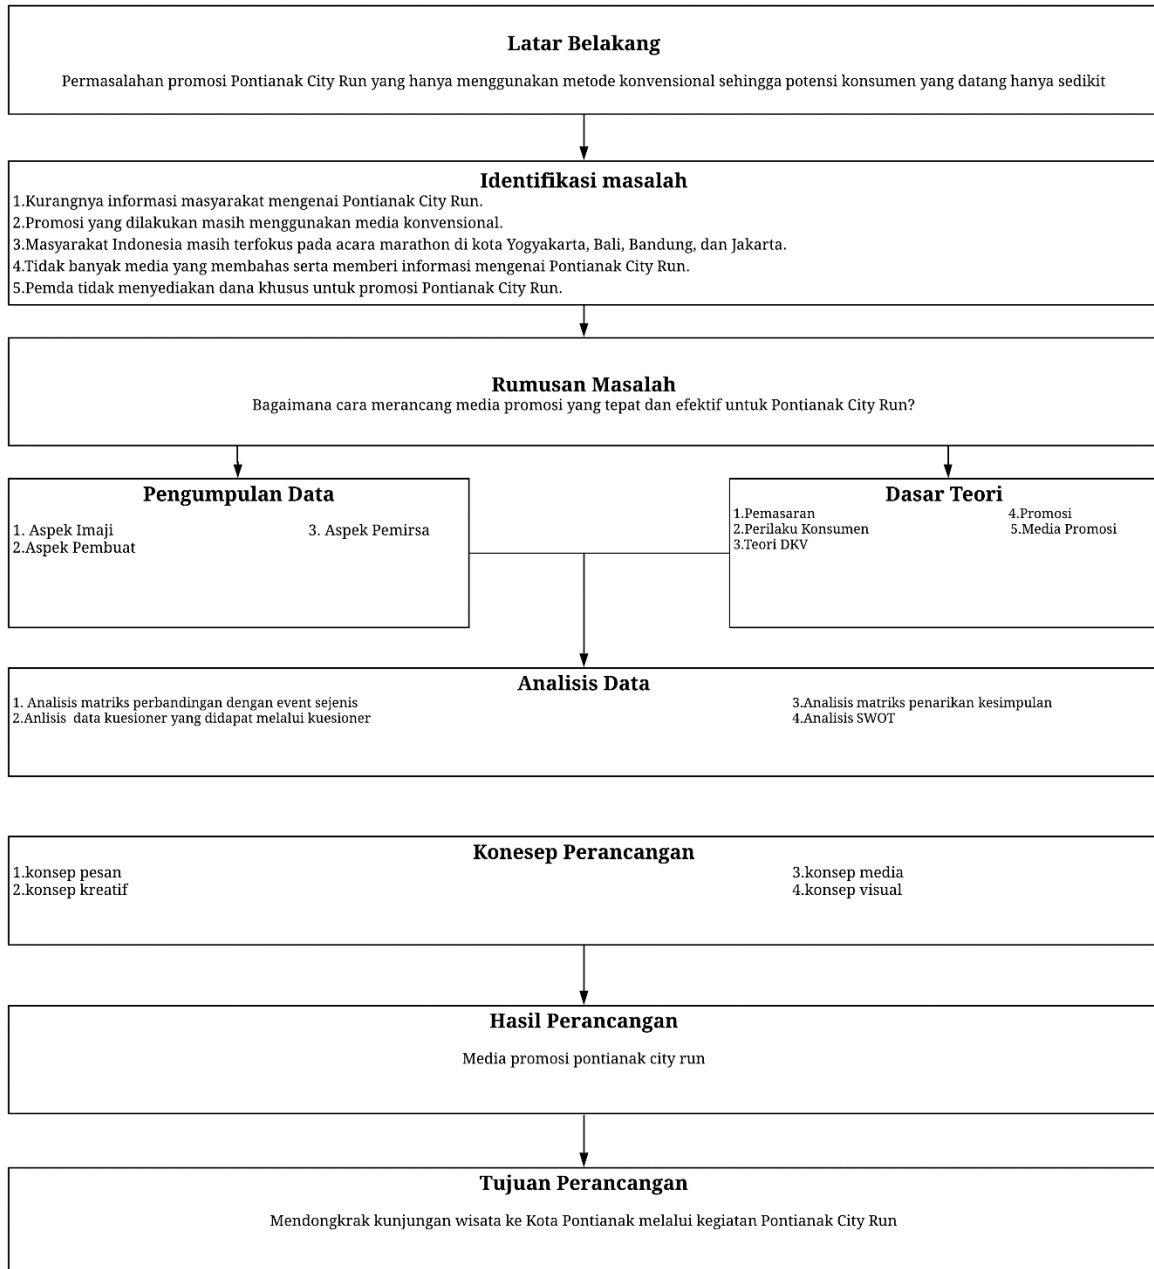 Latar Belakang
Permasalahan promosi Pontianak City Run yang hanya menggunakan metode konvensional sehingga potensi konsumen yang datang hanya sedikit
Identifikasi masalah
1.Kurangnya informasi masyarakat mengenai Pontianak City Run.
2.Promosi yang dilakukan masih menggunakan media konvensional.
3.Masyarakat Indonesia masih terfokus pada acara marathon di kota Yogyakarta, Bali, Bandung, dan Jakarta.
4.Tidak banyak media yang membahas serta memberi informasi mengenai Pontianak City Run.
5.Pemda tidak menyediakan dana khusus untuk promosi Pontianak City Run.
Rumusan Masalah
Bagaimana cara merancang media promosi yang tepat dan efektif untuk Pontianak City Run?
Pengumpulan Data
1. Aspek Imaji
2.Aspek Pembuat
3. Aspek Pemirsa
Dasar Teori
1.Pemasaran
2.Perilaku Konsumen
3.Teori DKV
4.Promosi
5.Media Promosi
Analisis Data
1. Analisis matriks perbandingan dengan event sejenis
2.Anlisis data kuesioner yang didapat melalui kuesioner
3.Analisis matriks penarikan kesimpulan
4.Analisis SWOT
Konesep Perancangan
1.konsep pesan
2.konsep kreatif
3.konsep media
4.konsep visual
Hasil Perancangan
Media promosi pontianak city run
Tujuan Perancangan
Mendongkrak kunjungan wisata ke Kota Pontianak melalui kegiatan Pontianak City Run